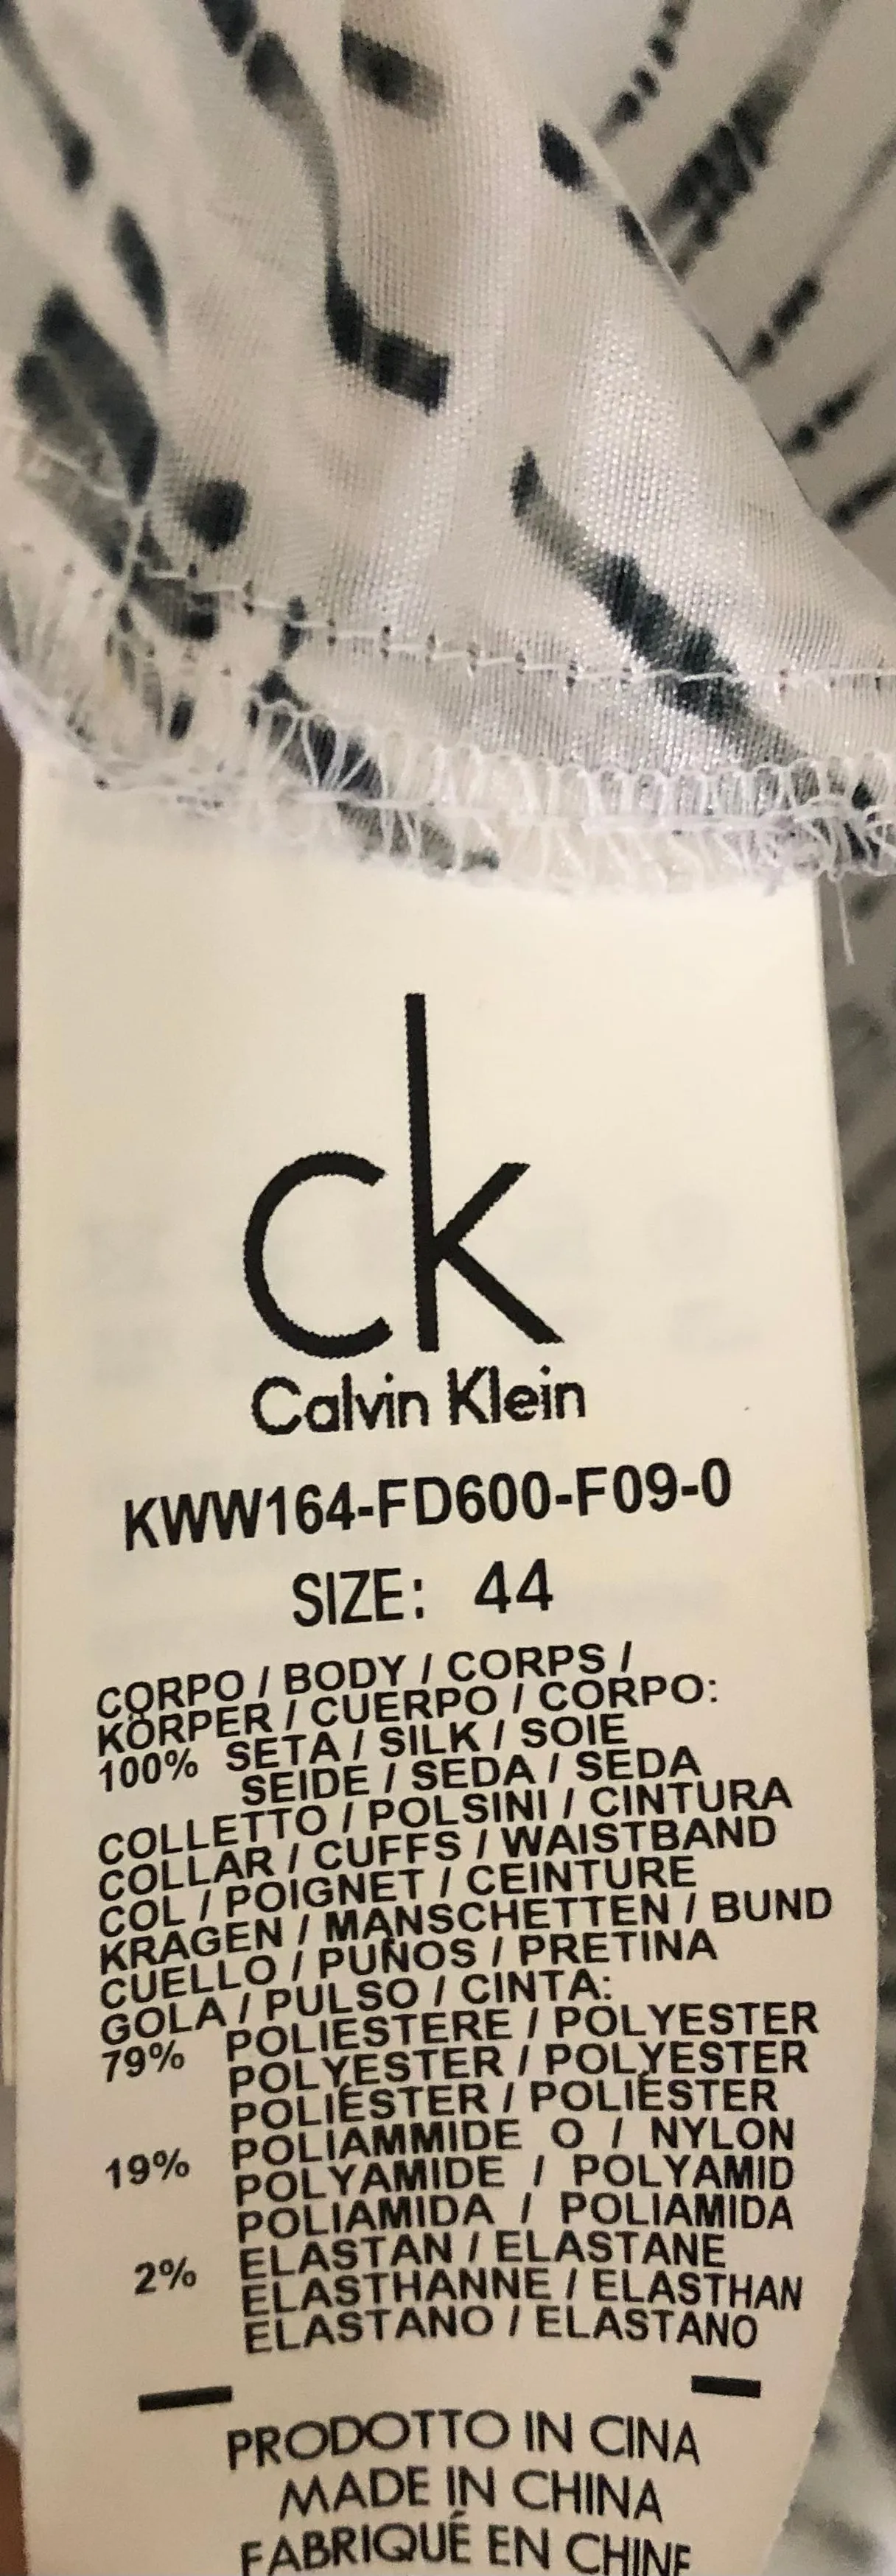 ck
Calvin Klein
KWW164-FD600-F09-0
SIZE: 44
CORPO / BODY / CORPS /
KÖRPER / CUERPO / CORPO:
100% SETA / SILK / SOIE
SEIDE / SEDA / SEDA
COLLETTO / POLSINI / CINTURA
COLLAR / CUFFS / WAISTBAND
COL / POIGNET / CEINTURE
KRAGEN / MANSCHETTEN / BUND
CUELLO / PUÑOS / PRETINA
GOLA / PULSO / CINTA:
79% POLIESTERE / POLYESTER
POLYESTER / POLYESTER
POLIÉSTER / POLIÉSTER
19% POLIAMMIDE O / NYLON
POLYAMIDE / POLYAMID
POLIAMIDA / POLIAMIDA
2% ELASTAN / ELASTANE
ELASTHANNE / ELASTHAN
ELASTANO / ELASTANO
PRODOTTO IN CINA
MADE IN CHINA
FABRIQUÉ EN CHINE